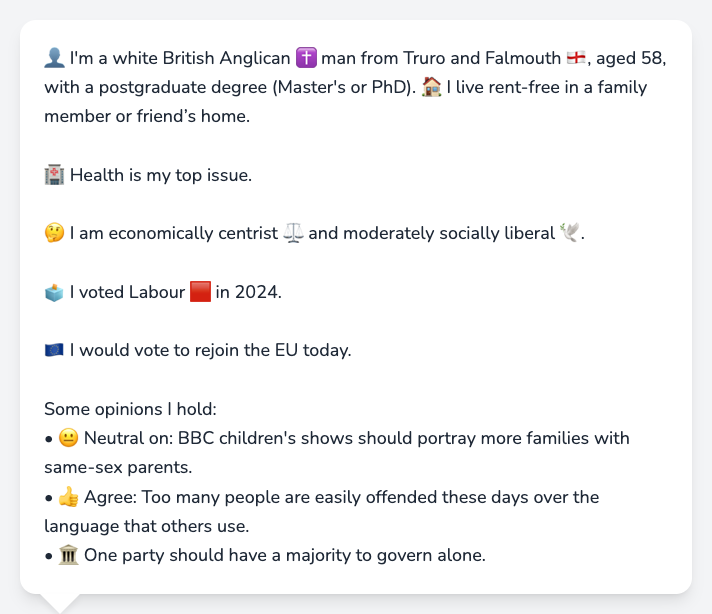 👤 I'm a white British Anglican ✝️ man from Truro and Falmouth 🏴󠁧󠁢󠁥󠁮󠁧󠁿, aged 58,
with a postgraduate degree (Master's or PhD). 🏠 I live rent-free in a family
member or friend’s home.
🏥 Health is my top issue.
🤔 I am economically centrist ⚖️ and moderately socially liberal 🕊️.
🗳️ I voted Labour 🟥 in 2024.
🇪🇺 I would vote to rejoin the EU today.
Some opinions I hold:
• 😐 Neutral on: BBC children's shows should portray more families with
same-sex parents.
• 👍 Agree: Too many people are easily offended these days over the
language that others use.
• 🏛️ One party should have a majority to govern alone.